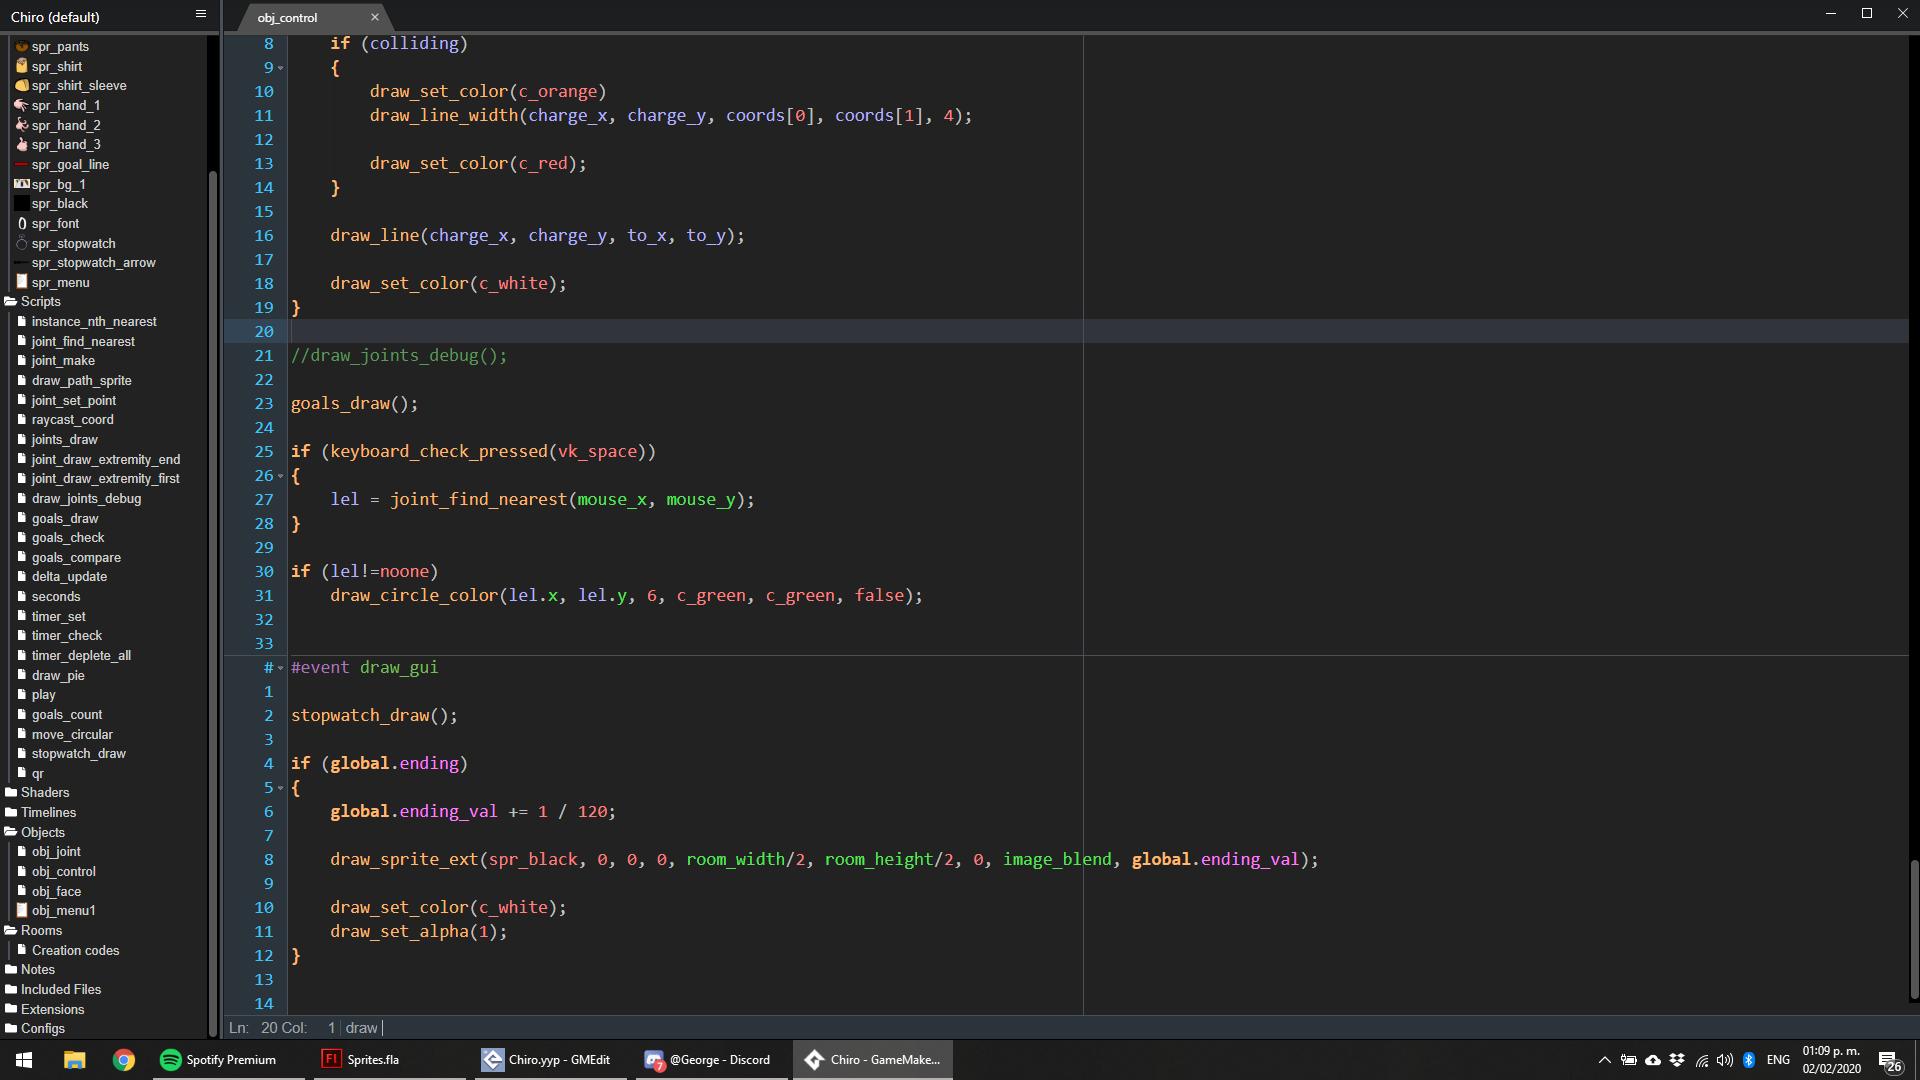 Chiro (default)
spr_pants
spr_shirt
spr_shirt_sleeve
spr_hand_1
spr_hand_2
spr_hand_3
spr_goal_line
spr_bg_1
spr_black
spr_font
spr_stopwatch
spr_stopwatch_arrow
spr_menu
Scripts
instance_nth_nearest
joint_find_nearest
joint_make
draw_path_sprite
joint_set_point
raycast_coord
joints_draw
joint_draw_extremity_end
joint_draw_extremity_first
draw_joints_debug
goals_draw
goals_check
goals_compare
delta_update
seconds
timer_set
timer_check
timer_deplete_all
draw_pie
play
goals_count
move_circular
stopwatch_draw
qr
Shaders
Timelines
Objects
obj_joint
obj_control
obj_face
obj_menu1
Rooms
Creation codes
Notes
Included Files
Extensions
Configs
obj_control
8 if (colliding)
9 {
10 draw_set_color(c_orange)
11 draw_line_width(charge_x, charge_y, coords[0], coords[1], 4);
12
13 draw_set_color(c_red);
14 }
15
16 draw_line(charge_x, charge_y, to_x, to_y);
17
18 draw_set_color(c_white);
19 }
20
21 //draw_joints_debug();
22
23 goals_draw();
24
25 if (keyboard_check_pressed(vk_space))
26 {
27 lel = joint_find_nearest(mouse_x, mouse_y);
28 }
29
30 if (lel!=noone)
31 draw_circle_color(lel.x, lel.y, 6, c_green, c_green, false);
32
33
# #event draw_gui
1
2 stopwatch_draw();
3
4 if (global.ending)
5 {
6 global.ending_val += 1 / 120;
7
8 draw_sprite_ext(spr_black, 0, 0, 0, room_width/2, room_height/2, 0, image_blend, global.ending_val);
9
10 draw_set_color(c_white);
11 draw_set_alpha(1);
12 }
13
14
Ln: 20 Col: 1 draw
Spotify Premium
Fl Sprites.fla
Chiro.yyp - GMEdit
7 @George - Discord
Chiro - GameMake...
ENG
01:09 p. m.
02/02/2020
26